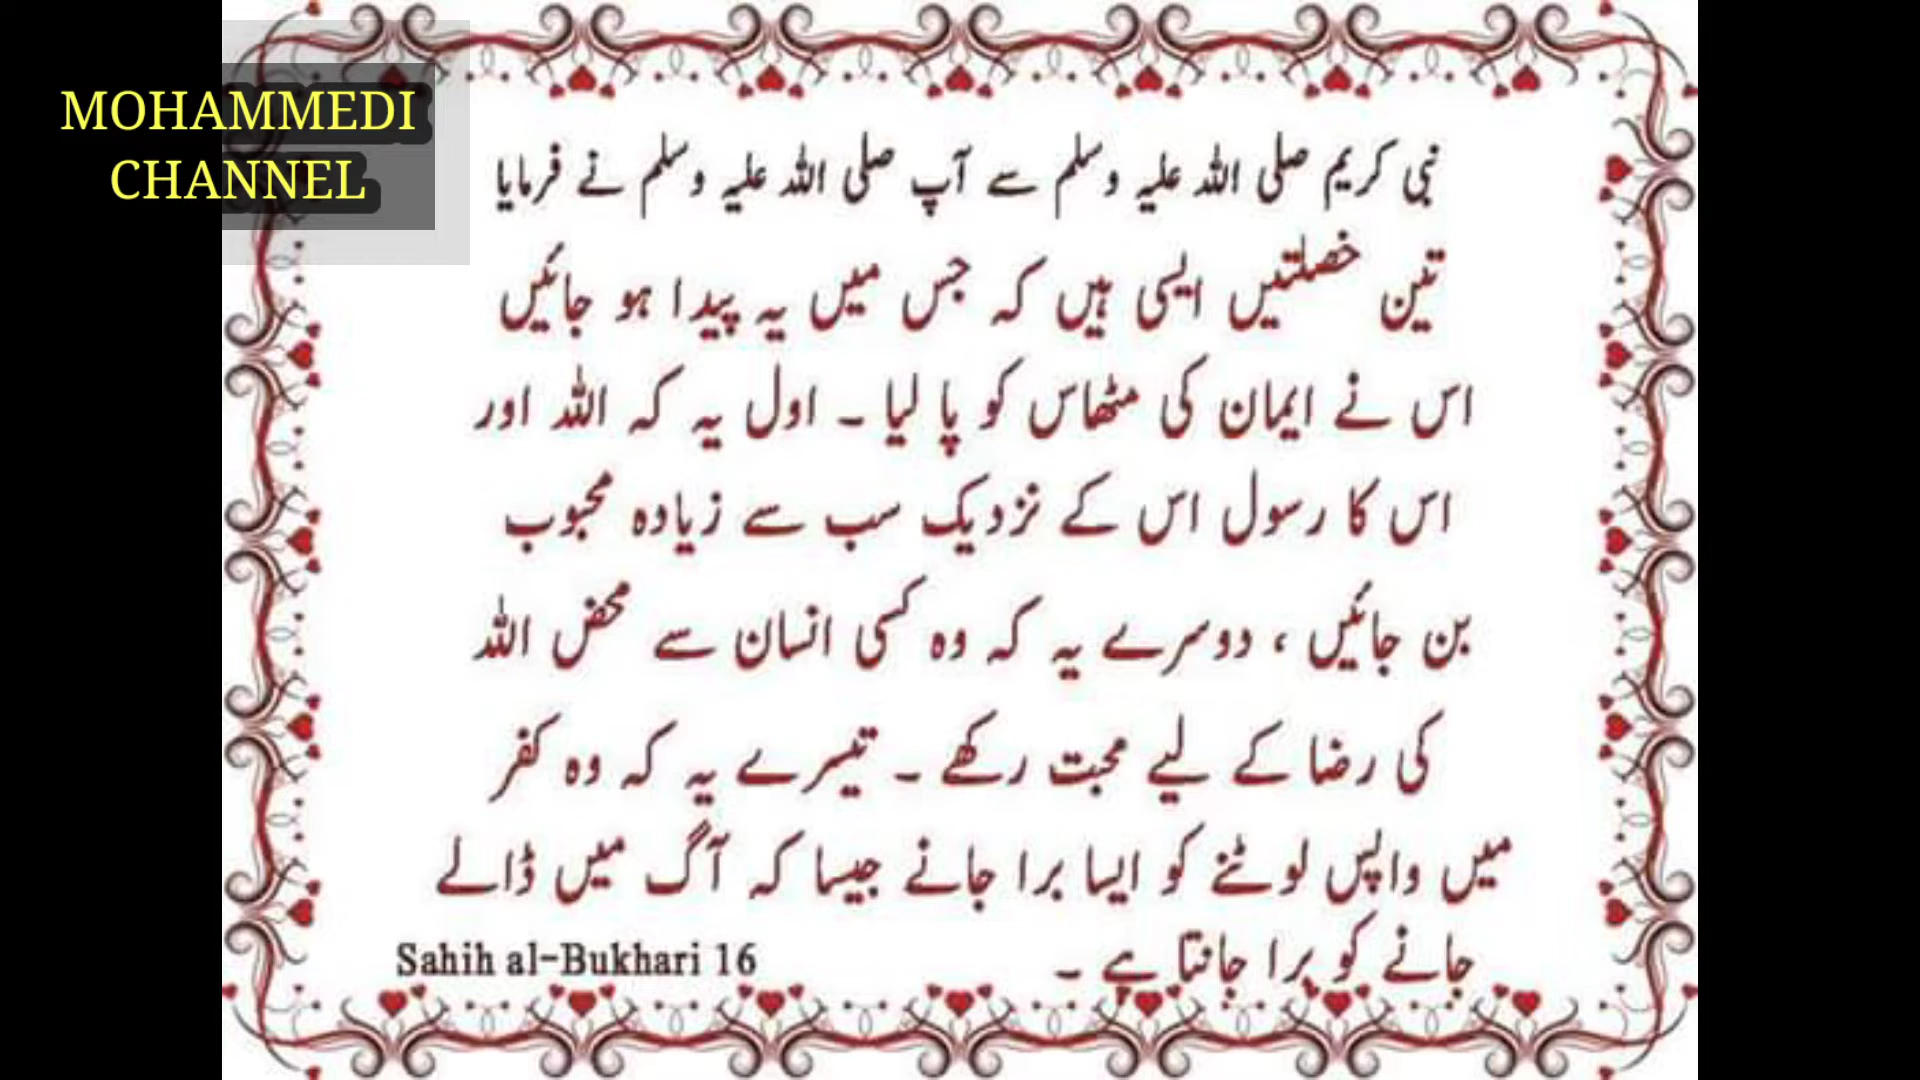 MOHAMMEDI
CHANNEL
نبی کریم صلی اللہ علیہ وسلم سے آپ صلی اللہ علیہ وسلم نے فرمایا
تین خصلتیں ایسی ہیں کہ جس میں یہ پیدا ہو جائیں
اس نے ایمان کی مٹھاس کو پا لیا ۔ اول یہ کہ اللہ اور
اس کا رسول اس کے نزدیک سب سے زیادہ محبوب
بن جائیں ، دوسرے یہ کہ وہ کسی انسان سے محض اللہ
کی رضا کے لیے محبت رکھے ۔ تیسرے یہ کہ وہ کفر
میں واپس لوٹنے کو ایسا برا جانے جیسا کہ آگ میں ڈالے
جانے کو برا جانتا ہے ۔
Sahih al-Bukhari 16